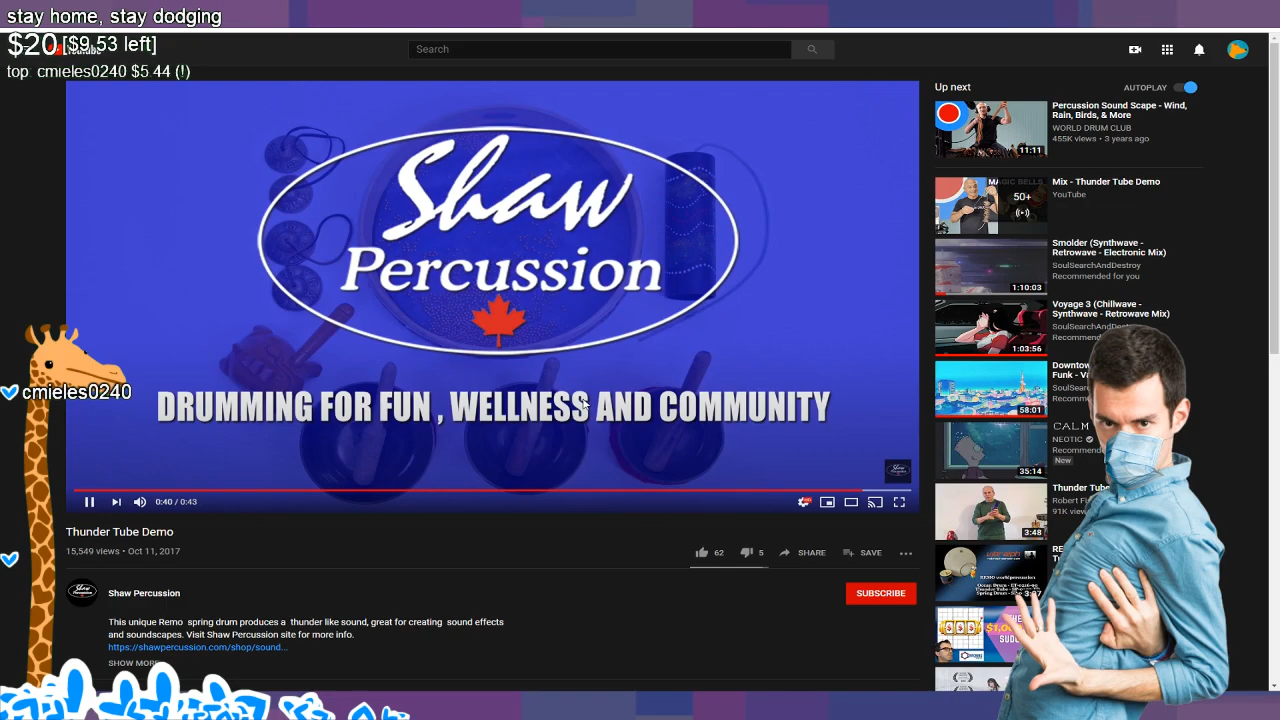 stay home, stay dodging
$20 [$9.53 left]
top: cmieles0240 $5.44 (!)
Search
Shaw
Percussion
DRUMMING FOR FUN , WELLNESS AND COMMUNITY
cmieles0240
0:40 / 0:43
Thunder Tube Demo
15,549 views • Oct 11, 2017
62
5
SHARE
SAVE
Shaw Percussion
SUBSCRIBE
This unique Remo spring drum produces a thunder like sound, great for creating sound effects
and soundscapes. Visit Shaw Percussion site for more info.
https://shawpercussion.com/shop/sound...
SHOW MORE
Up next
AUTOPLAY
Percussion Sound Scape - Wind,
Rain, Birds, & More
WORLD DRUM CLUB
455K views • 3 years ago
11:11
Mix - Thunder Tube Demo
YouTube
MAGIC BELLS
50+
Smolder (Synthwave -
Retrowave - Electronic Mix)
SoulSearchAndDestroy
Recommended for you
1:10:03
Voyage 3 (Chillwave -
Synthwave - Retrowave Mix)
SoulSearchAndDestroy
1:03:56
58:01
CALM
NEOTIC
New
35:14
Thunder Tube
91K
3:48
3:07